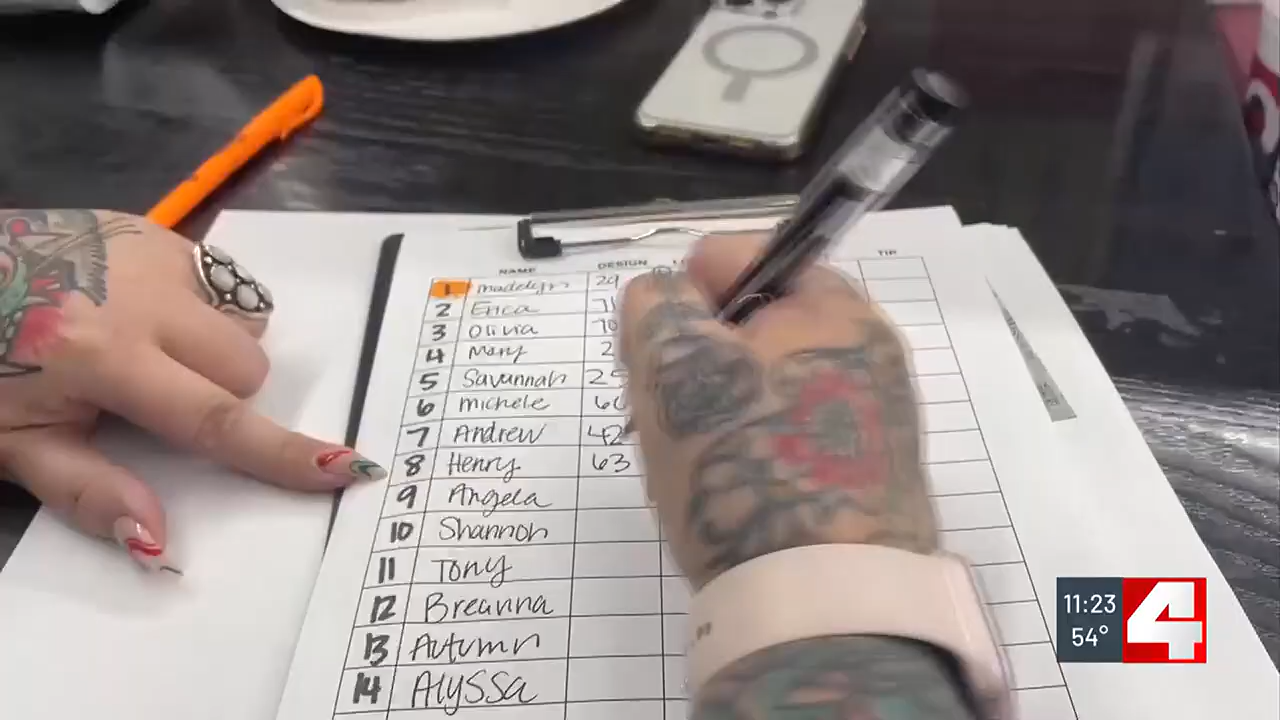 NAME DESIGN TIP
1 Madelyn 29
2 Erica
3 Olivia 70
4 Mary
5 Savannah 25
6 Michele
7 Andrew 42
8 Henry 63
9 Angela
10 Shannon
11 Tony
12 Breanna
13 Autumn
14 Alyssa
11:23
54°
4